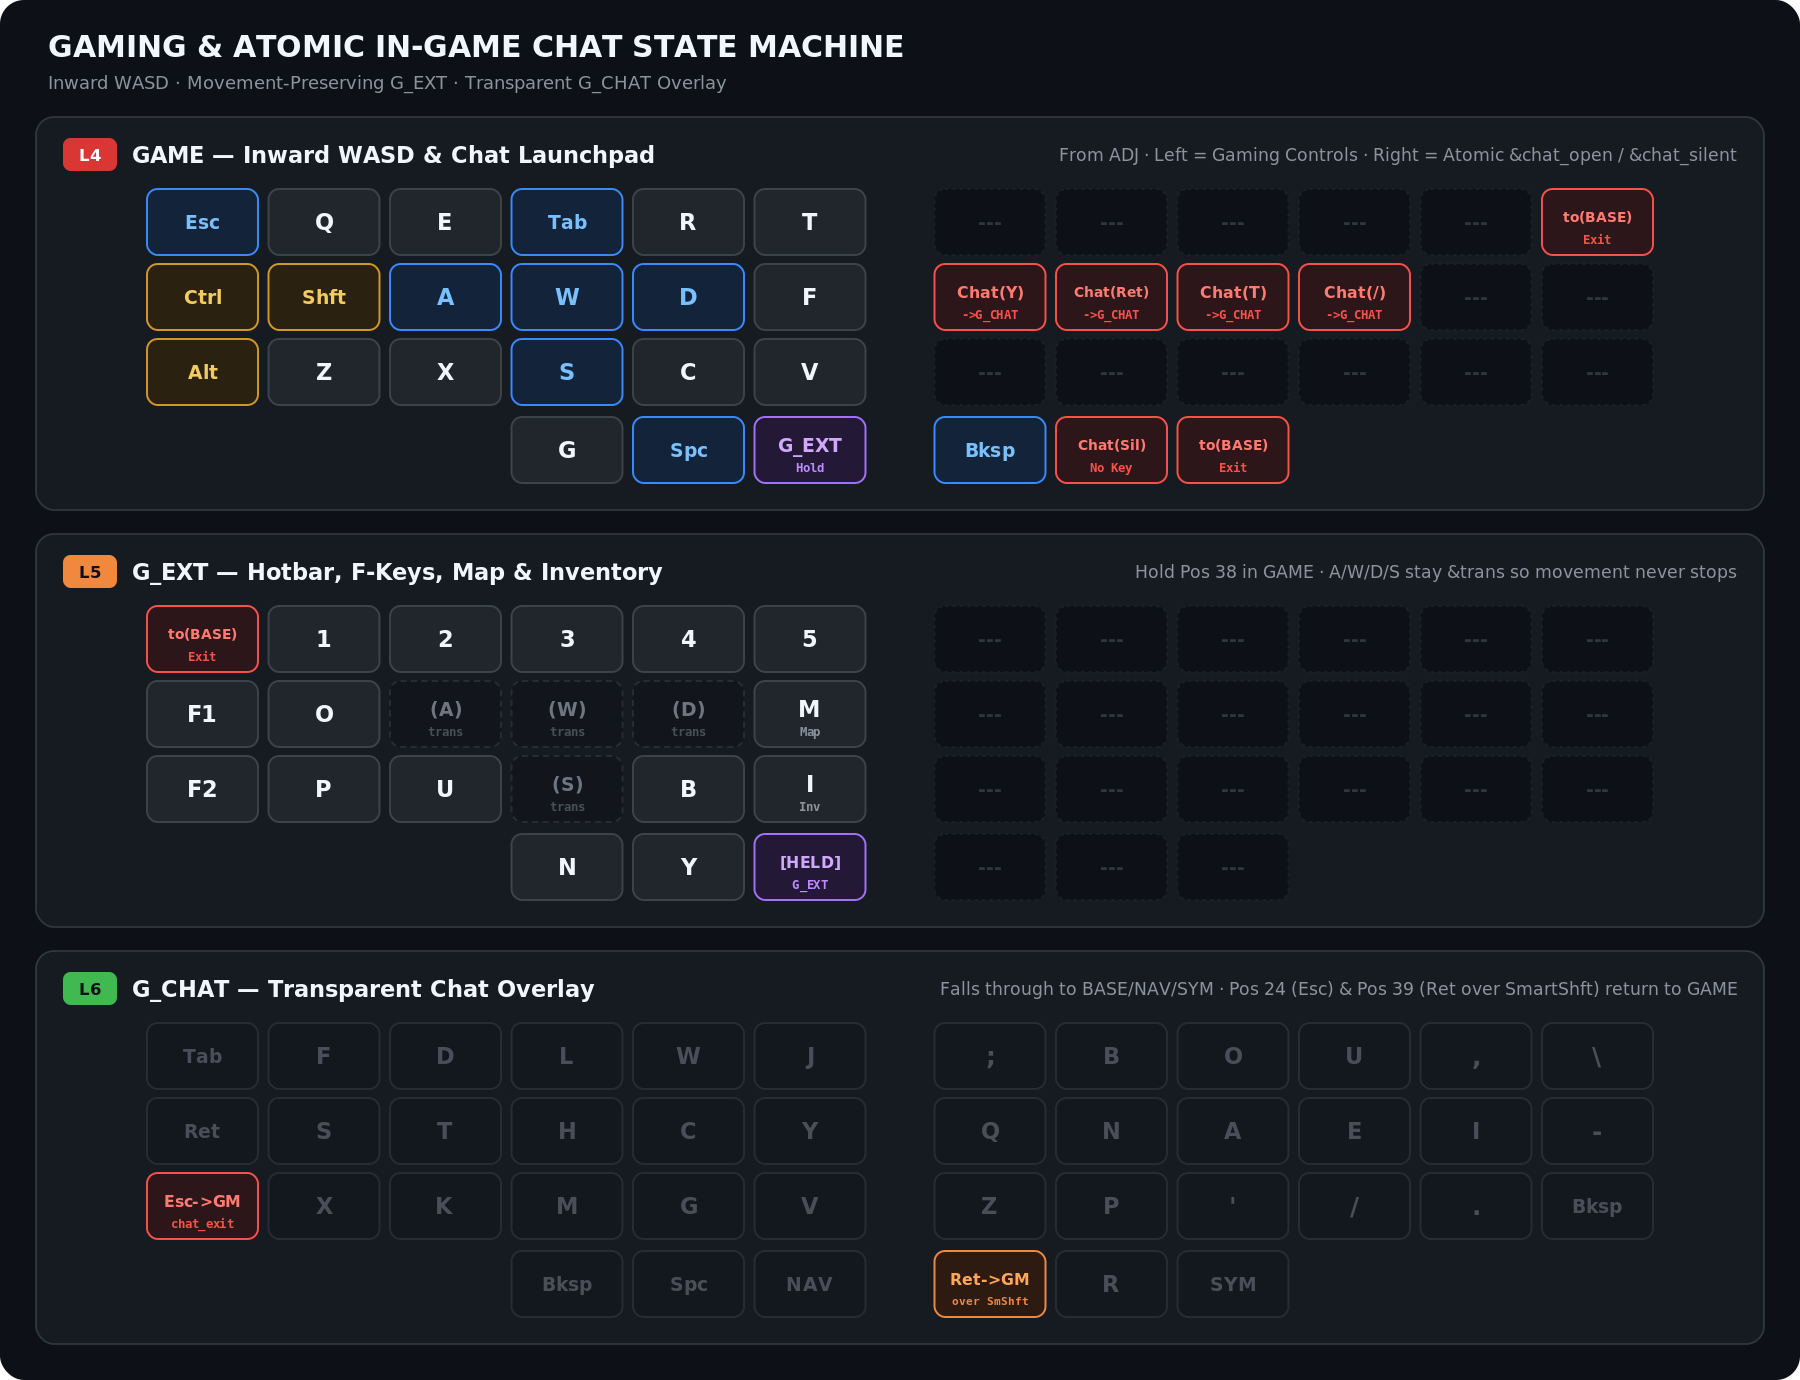 GAMING & ATOMIC IN-GAME CHAT STATE MACHINE
Inward WASD · Movement-Preserving G_EXT · Transparent G_CHAT Overlay
L4 GAME — Inward WASD & Chat Launchpad From ADJ · Left = Gaming Controls · Right = Atomic &chat_open / &chat_silent
Esc Q E Tab R T --- --- --- --- --- to(BASE)
Exit
Ctrl Shft A W D F Chat(Y) Chat(Ret) Chat(T) Chat(/) --- ---
->G_CHAT ->G_CHAT ->G_CHAT ->G_CHAT
Alt Z X S C V --- --- --- --- --- ---
G Spc G_EXT Bksp Chat(Sil) to(BASE)
Hold No Key Exit
L5 G_EXT — Hotbar, F-Keys, Map & Inventory Hold Pos 38 in GAME · A/W/D/S stay &trans so movement never stops
to(BASE) 1 2 3 4 5 --- --- --- --- --- ---
Exit
F1 O (A) (W) (D) M --- --- --- --- --- ---
trans trans trans Map
F2 P U (S) B I --- --- --- --- --- ---
trans Inv
N Y [HELD] --- --- ---
G_EXT
L6 G_CHAT — Transparent Chat Overlay Falls through to BASE/NAV/SYM · Pos 24 (Esc) & Pos 39 (Ret over SmartShft) return to GAME
Tab F D L W J ; B O U , \
Ret S T H C Y Q N A E I -
Esc->GM X K M G V Z P ' / . Bksp
chat_exit
Bksp Spc NAV Ret->GM R SYM
over SmShft